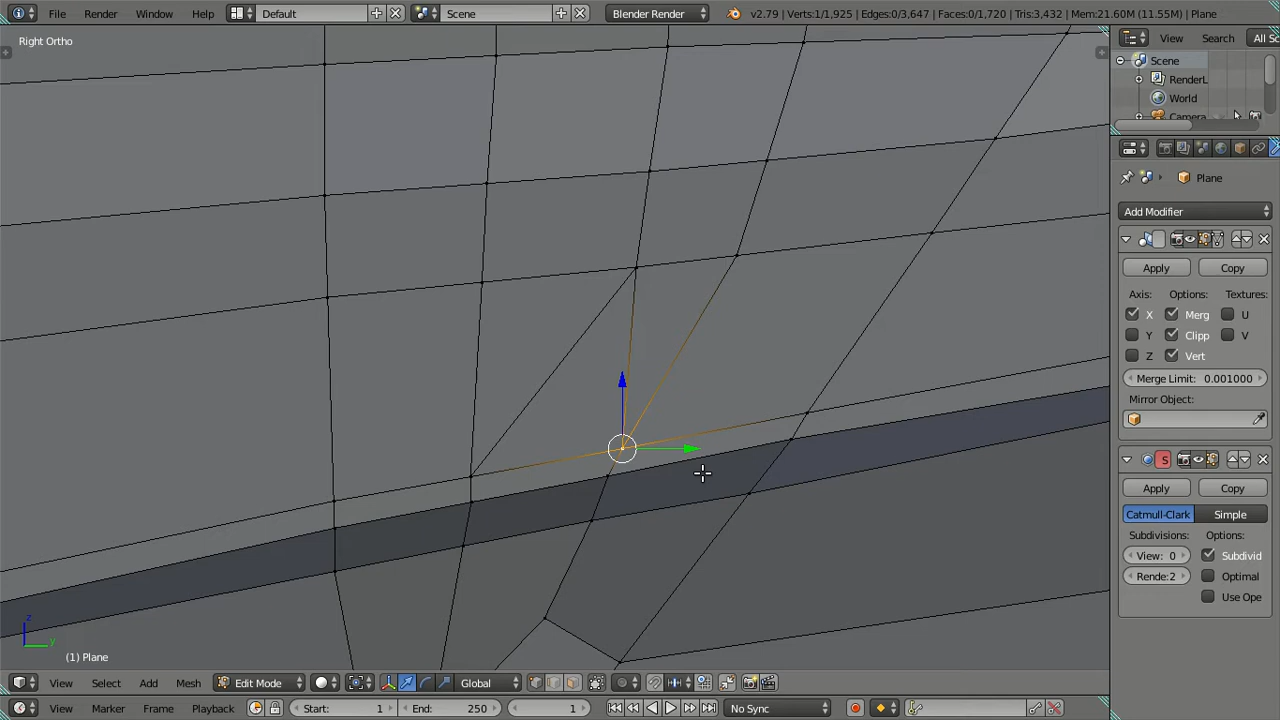 File Render Window Help Default Scene Blender Render v2.79 | Verts:1/1,925 | Edges:0/3,647 | Faces:0/1,720 | Tris:3,432 | Mem:21.60M (11.55M) | Plane
Right Ortho
View Search All Sc
Scene
RenderL
World
Camera
Plane
Add Modifier
Apply Copy
Axis: Options: Textures:
X Merg U
Y Clipp V
Z Vert
Merge Limit: 0.001000
Mirror Object:
S
Apply Copy
Catmull-Clark Simple
Subdivisions: Options:
View: 0 Subdivid
Rende:2 Optimal
Use Ope
z
y
(1) Plane
View Select Add Mesh Edit Mode Global
View Marker Frame Playback Start: 1 End: 250 1 No Sync